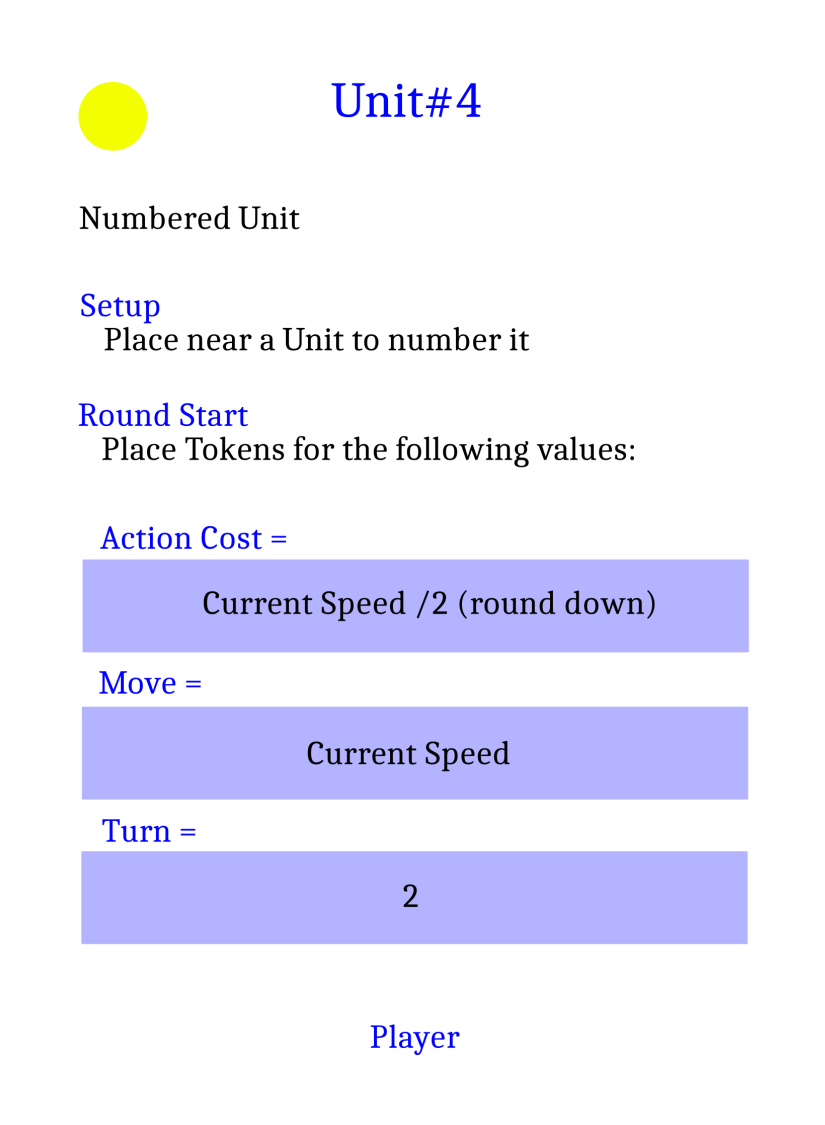 Unit#4
Numbered Unit
Setup
Place near a Unit to number it
Round Start
Place Tokens for the following values:
Action Cost =
Current Speed /2 (round down)
Move =
Current Speed
Turn =
2
Player